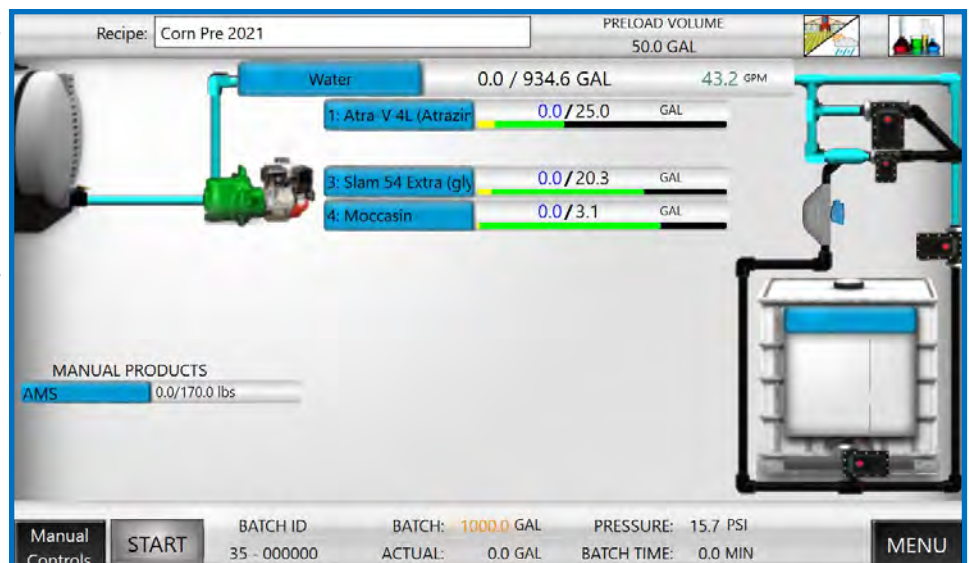 Recipe: Corn Pre 2021
PRELOAD VOLUME
50.0 GAL
Water 0.0 / 934.6 GAL 43.2 GPM
1: Atra-V 4L (Atrazin 0.0/25.0 GAL
3: Slam 54 Extra (gly 0.0/20.3 GAL
4: Moccasin 0.0/3.1 GAL
MANUAL PRODUCTS
AMS 0.0/170.0 lbs
Manual Controls
START
BATCH ID
35 - 000000
BATCH: 1000.0 GAL
ACTUAL: 0.0 GAL
PRESSURE: 15.7 PSI
BATCH TIME: 0.0 MIN
MENU